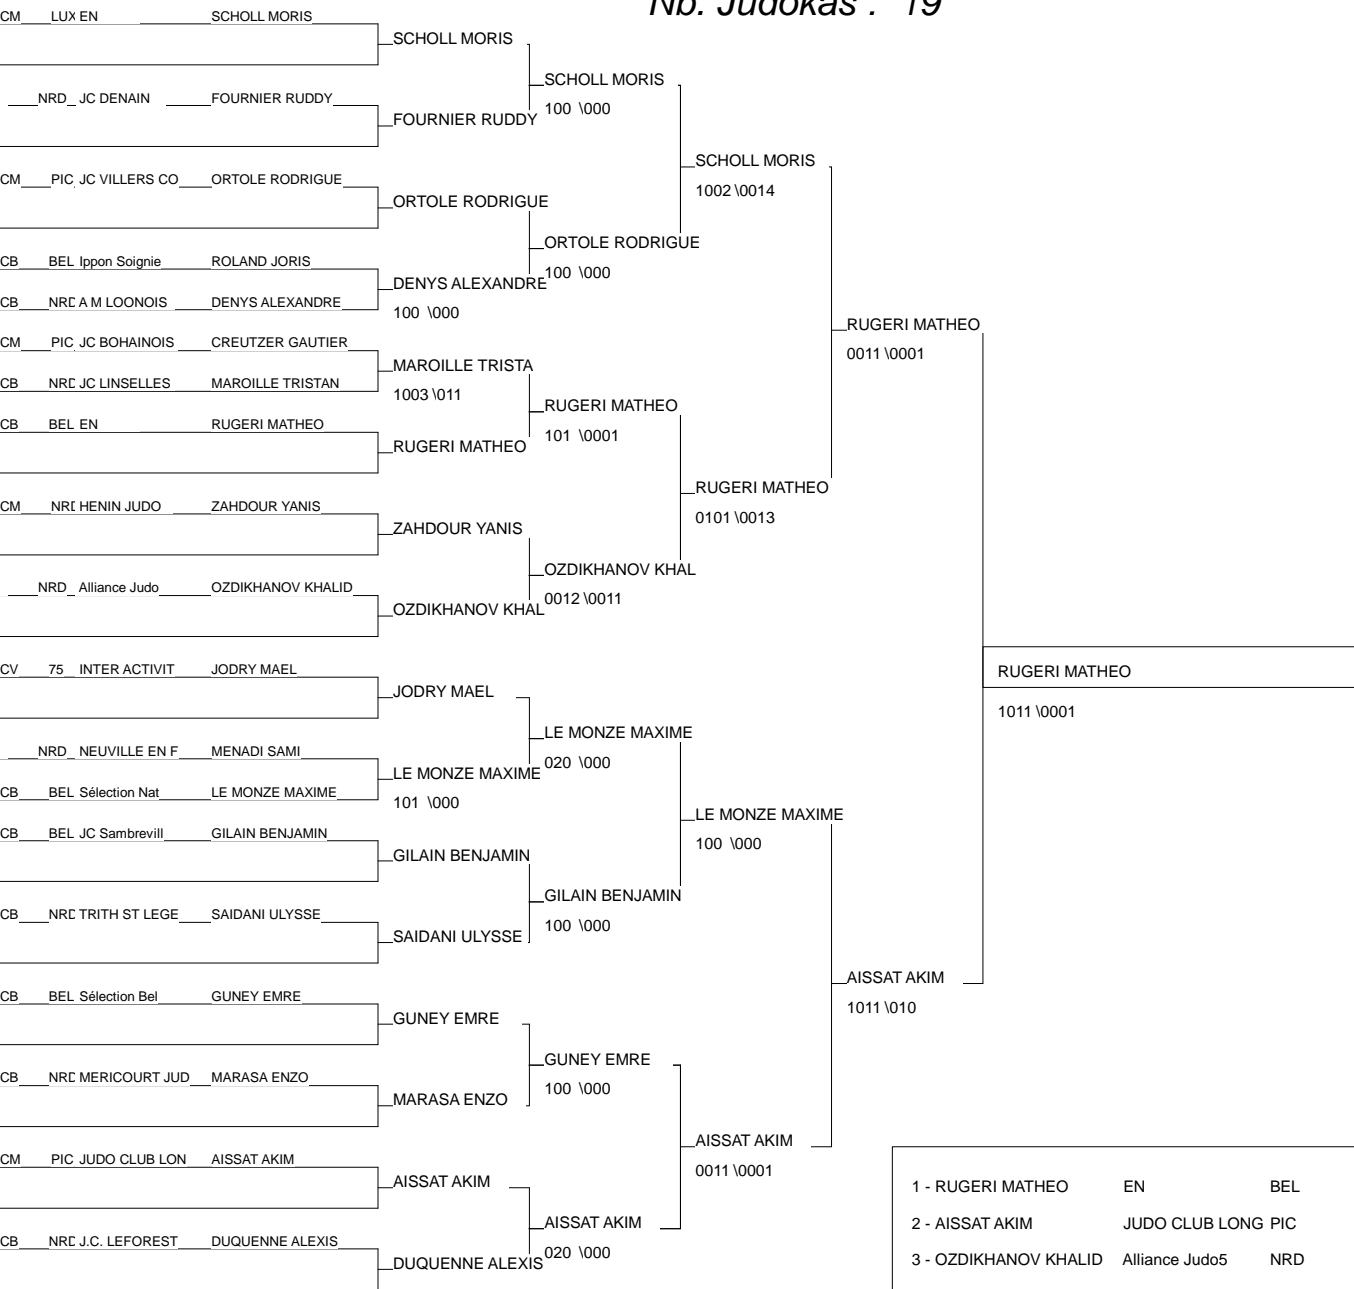 Nb. Judokas : 19
CM LUX EN SCHOLL MORIS
SCHOLL MORIS
SCHOLL MORIS
NRD JC DENAIN FOURNIER RUDDY
100 \000
FOURNIER RUDDY
SCHOLL MORIS
CM PIC JC VILLERS CO ORTOLE RODRIGUE
1002 \0014
ORTOLE RODRIGUE
ORTOLE RODRIGUE
CB BEL Ippon Soignie ROLAND JORIS
100 \000
DENYS ALEXANDRE
CB NRD A M LOONOIS DENYS ALEXANDRE
100 \000
RUGERI MATHEO
CM PIC JC BOHAINOIS CREUTZER GAUTIER
0011 \0001
MAROILLE TRISTA
CB NRD JC LINSELLES MAROILLE TRISTAN
1003 \011
RUGERI MATHEO
CB BEL EN RUGERI MATHEO
101 \0001
RUGERI MATHEO
RUGERI MATHEO
CM NRD HENIN JUDO ZAHDOUR YANIS
0101 \0013
ZAHDOUR YANIS
OZDIKHANOV KHAL
NRD Alliance Judo OZDIKHANOV KHALID
0012 \0011
OZDIKHANOV KHAL
CV 75 INTER ACTIVIT JODRY MAEL
RUGERI MATHEO
JODRY MAEL
1011 \0001
LE MONZE MAXIME
NRD NEUVILLE EN F MENADI SAMI
020 \000
LE MONZE MAXIME
CB BEL Sélection Nat LE MONZE MAXIME
101 \000
LE MONZE MAXIME
CB BEL JC Sambrevill GILAIN BENJAMIN
100 \000
GILAIN BENJAMIN
GILAIN BENJAMIN
CB NRD TRITH ST LEGE SAIDANI ULYSSE
100 \000
SAIDANI ULYSSE
AISSAT AKIM
CB BEL Sélection Bel GUNEY EMRE
1011 \010
GUNEY EMRE
GUNEY EMRE
CB NRD MERICOURT JUD MARASA ENZO
100 \000
MARASA ENZO
AISSAT AKIM
CM PIC JUDO CLUB LON AISSAT AKIM
0011 \0001
AISSAT AKIM
AISSAT AKIM
CB NRD J.C. LEFOREST DUQUENNE ALEXIS
020 \000
DUQUENNE ALEXIS
1 - RUGERI MATHEO EN BEL
2 - AISSAT AKIM JUDO CLUB LONG PIC
3 - OZDIKHANOV KHALID Alliance Judo5 NRD